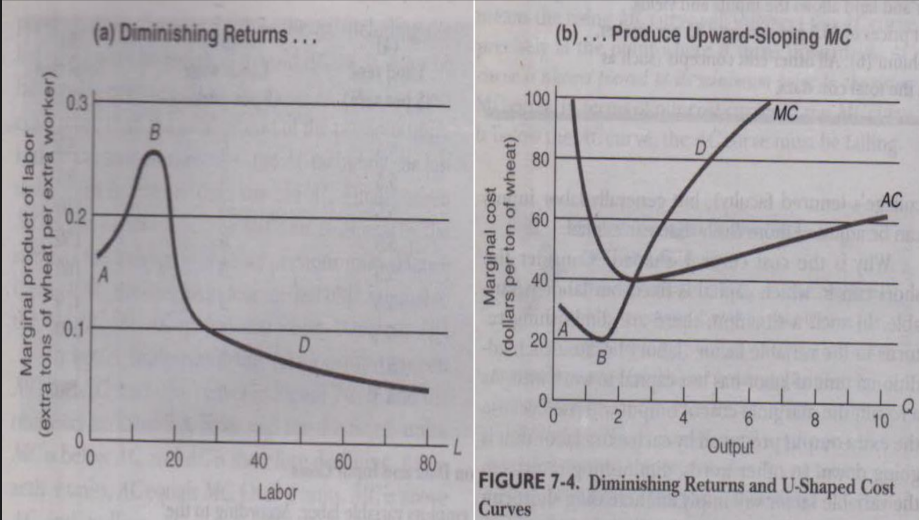 (a) Diminishing Returns . . . .
Marginal product of labor
(extra tons of wheat per extra worker)
0.3
0.2
0.1
0
B
A
D
0
20
40
60
80
L
Labor
(b) . . . Produce Upward-Sloping MC
Marginal cost
(dollars per ton of wheat)
100
80
60
40
20
0
MC
D
AC
A
B
2
4
6
8
10
Q
Output
FIGURE 7-4. Diminishing Returns and U-Shaped Cost
Curves